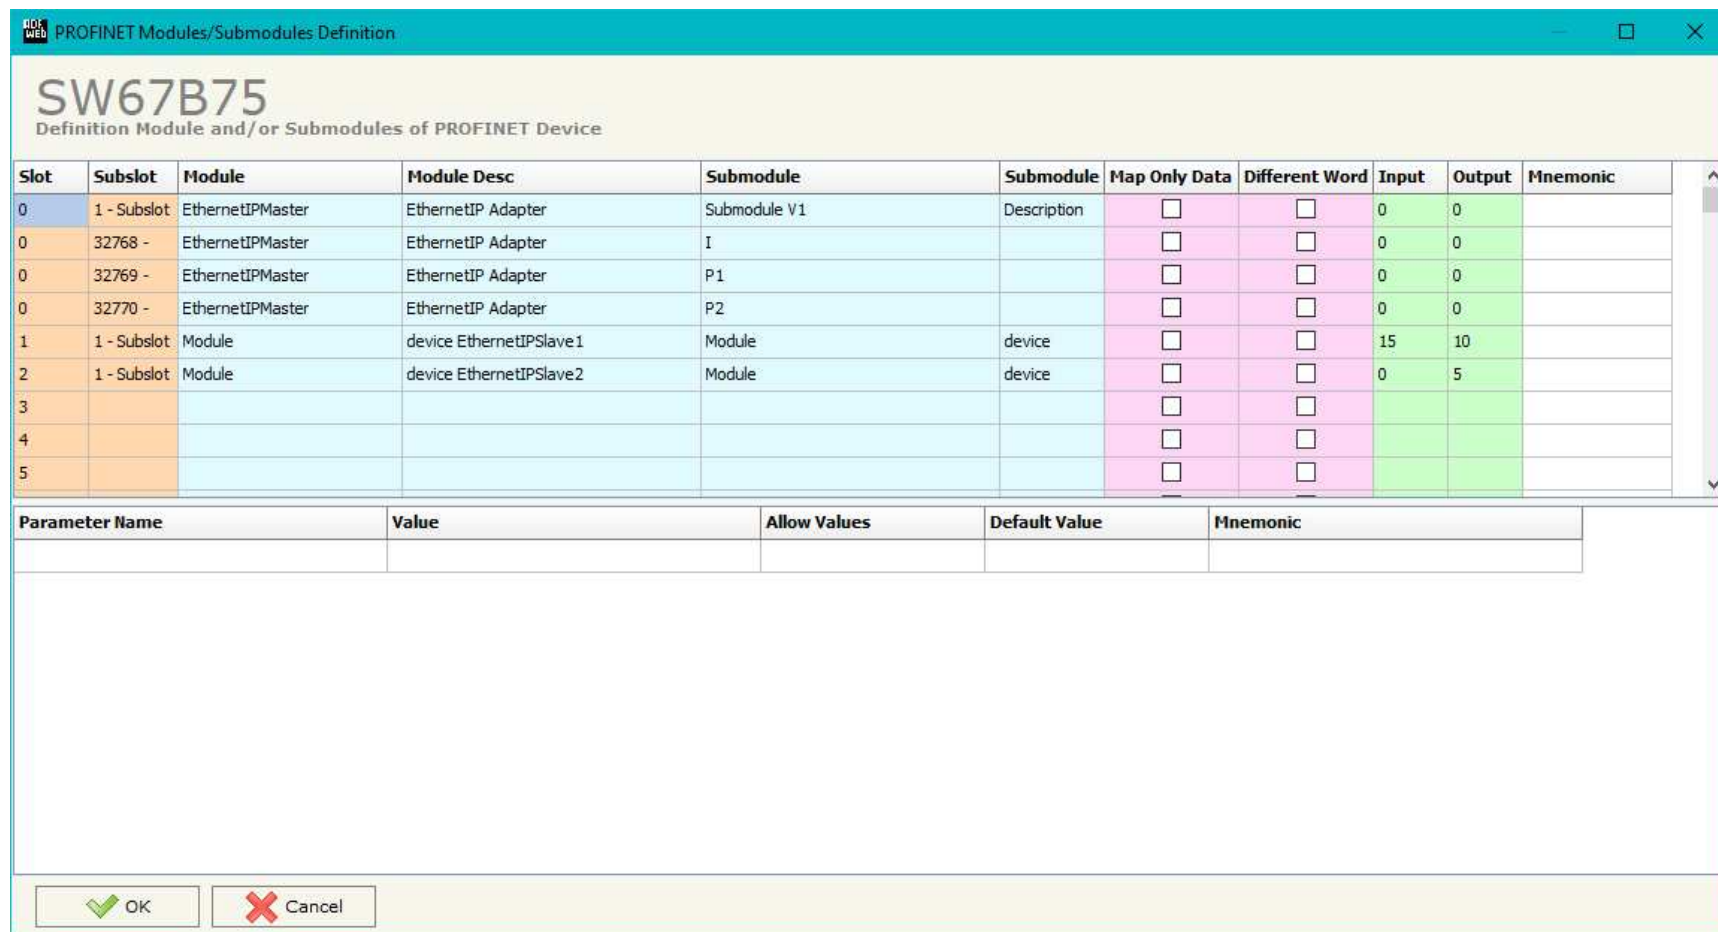 ADF WEB PROFINET Modules/Submodules Definition
SW67B75
Definition Module and/or Submodules of PROFINET Device
Slot Subslot Module Module Desc Submodule Submodule Map Only Data Different Word Input Output Mnemonic
0 1 - Subslot EthernetIPMaster EthernetIP Adapter Submodule V1 Description 0 0
0 32768 - EthernetIPMaster EthernetIP Adapter I 0 0
0 32769 - EthernetIPMaster EthernetIP Adapter P1 0 0
0 32770 - EthernetIPMaster EthernetIP Adapter P2 0 0
1 1 - Subslot Module device EthernetIPSlave1 Module device 15 10
2 1 - Subslot Module device EthernetIPSlave2 Module device 0 5
3
4
5
Parameter Name Value Allow Values Default Value Mnemonic
OK Cancel